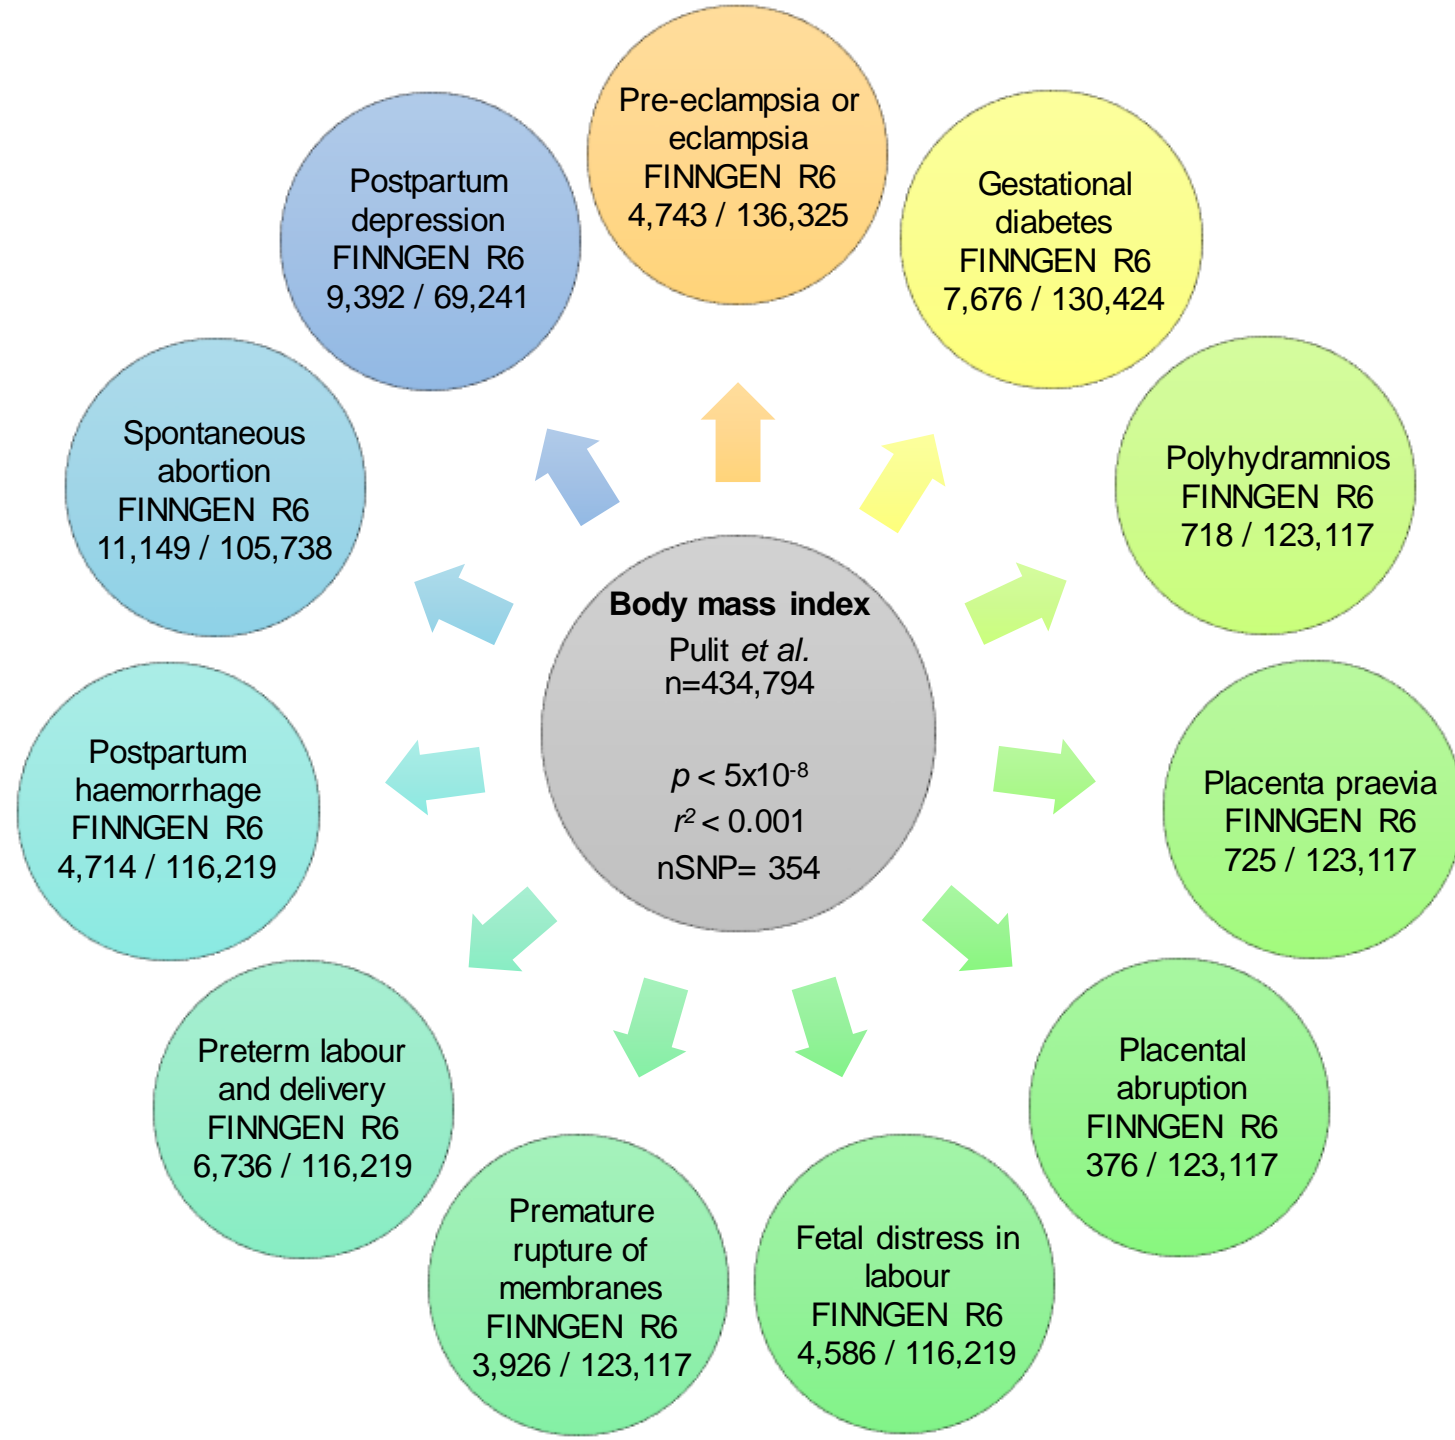 Pre-eclampsia or
eclampsia
FINNGEN R6
4,743 / 136,325
Gestational
diabetes
FINNGEN R6
7,676 / 130,424
Polyhydramnios
FINNGEN R6
718 / 123,117
Placenta praevia
FINNGEN R6
725 / 123,117
Placental
abruption
FINNGEN R6
376 / 123,117
Fetal distress in
labour
FINNGEN R6
4,586 / 116,219
Premature
rupture of
membranes
FINNGEN R6
3,926 / 123,117
Preterm labour
and delivery
FINNGEN R6
6,736 / 116,219
Postpartum
haemorrhage
FINNGEN R6
4,714 / 116,219
Spontaneous
abortion
FINNGEN R6
11,149 / 105,738
Postpartum
depression
FINNGEN R6
9,392 / 69,241
Body mass index
Pulit et al.
n=434,794
p < 5x10⁻⁸
r² < 0.001
nSNP= 354